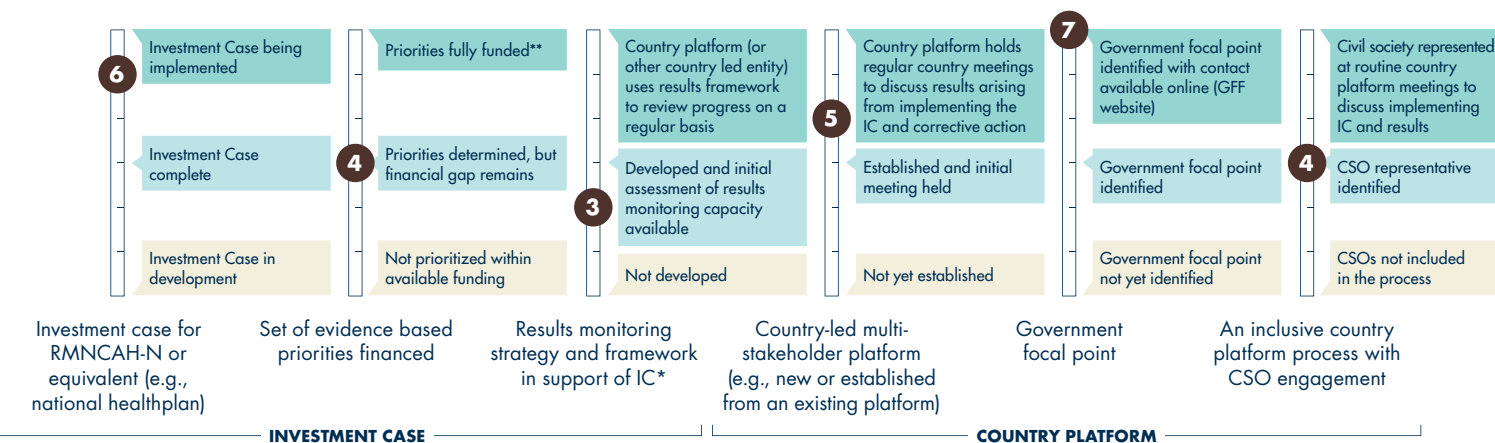 6
Investment Case being
implemented
Investment Case
complete
Investment Case in
development
Investment case for
RMNCAH-N or
equivalent (e.g.,
national healthplan)
Priorities fully funded**
4
Priorities determined, but
financial gap remains
Not prioritized within
available funding
Set of evidence based
priorities financed
Country platform (or
other country led entity)
uses results framework
to review progress on a
regular basis
3
Developed and initial
assessment of results
monitoring capacity
available
Not developed
Results monitoring
strategy and framework
in support of IC*
INVESTMENT CASE
5
Country platform holds
regular country meetings
to discuss results arising
from implementing the
IC and corrective action
Established and initial
meeting held
Not yet established
Country-led multi-
stakeholder platform
(e.g., new or established
from an existing platform)
7
Government focal point
identified with contact
available online (GFF
website)
Government focal point
identified
Government focal point
not yet identified
Government
focal point
Civil society represented
at routine country
platform meetings to
discuss implementing
IC and results
4
CSO representative
identified
CSOs not included
in the process
An inclusive country
platform process with
CSO engagement
COUNTRY PLATFORM